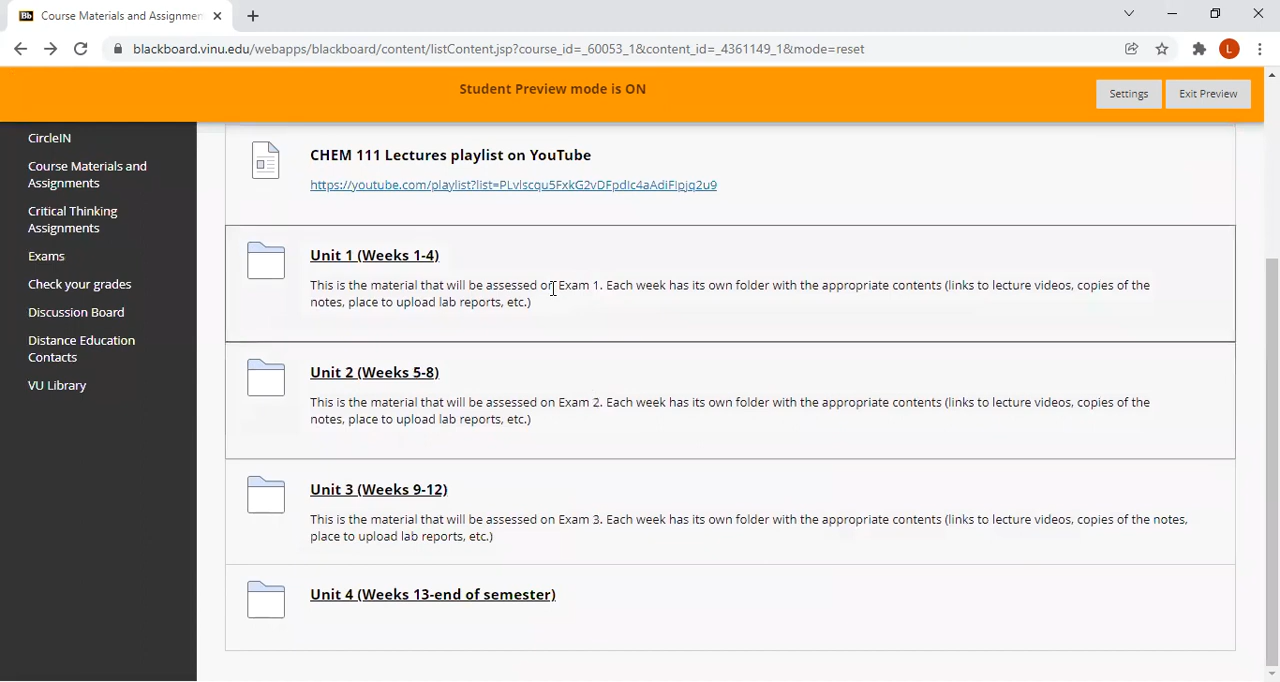 Course Materials and Assignmen
blackboard.vinu.edu/webapps/blackboard/content/listContent.jsp?course_id=_60053_1&content_id=_4361149_1&mode=reset
L
Student Preview mode is ON
Settings
Exit Preview
CircleIN
Course Materials and
Assignments
Critical Thinking
Assignments
Exams
Check your grades
Discussion Board
Distance Education
Contacts
VU Library
CHEM 111 Lectures playlist on YouTube
https://youtube.com/playlist?list=PLvlscqu5FxkG2vDFpdIc4aAdiFIpjq2u9
Unit 1 (Weeks 1-4)
This is the material that will be assessed on Exam 1. Each week has its own folder with the appropriate contents (links to lecture videos, copies of the
notes, place to upload lab reports, etc.)
Unit 2 (Weeks 5-8)
This is the material that will be assessed on Exam 2. Each week has its own folder with the appropriate contents (links to lecture videos, copies of the
notes, place to upload lab reports, etc.)
Unit 3 (Weeks 9-12)
This is the material that will be assessed on Exam 3. Each week has its own folder with the appropriate contents (links to lecture videos, copies of the notes,
place to upload lab reports, etc.)
Unit 4 (Weeks 13-end of semester)